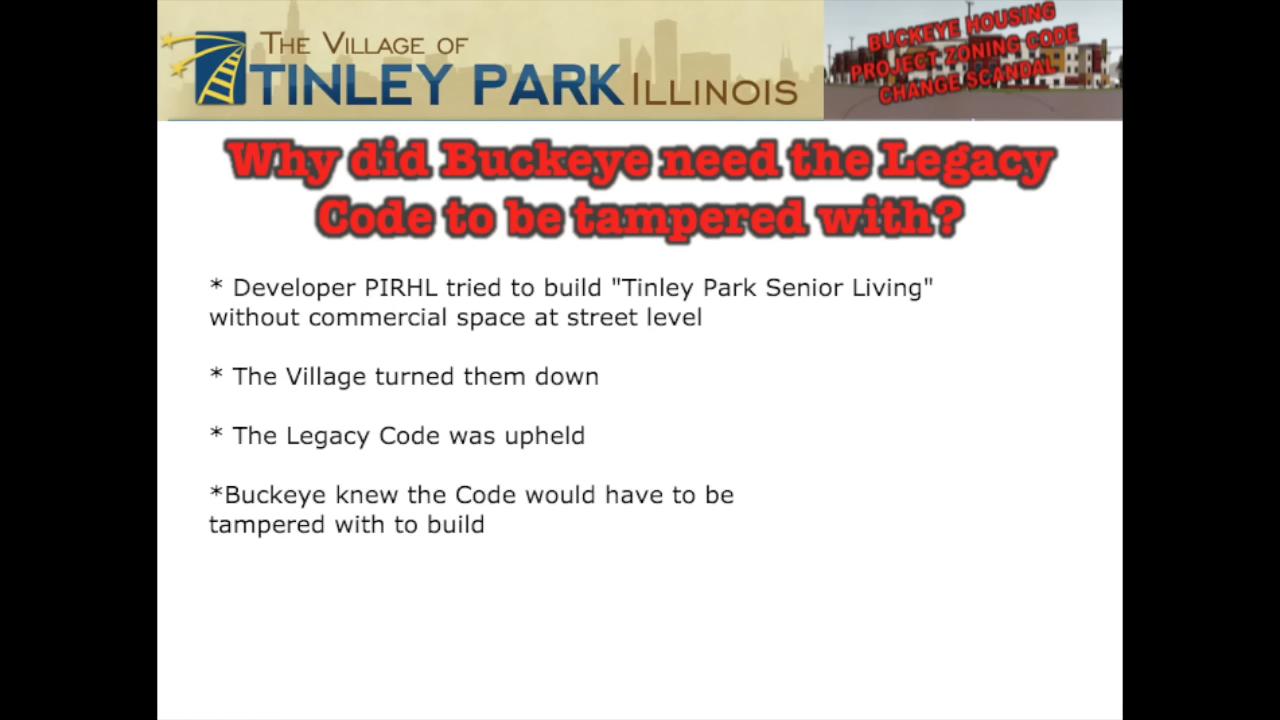 THE VILLAGE OF
TINLEY PARK ILLINOIS
BUCKEYE HOUSING
PROJECT ZONING CODE
CHANGE SCANDAL
Why did Buckeye need the Legacy
Code to be tampered with?
* Developer PIRHL tried to build "Tinley Park Senior Living"
without commercial space at street level
* The Village turned them down
* The Legacy Code was upheld
*Buckeye knew the Code would have to be
tampered with to build